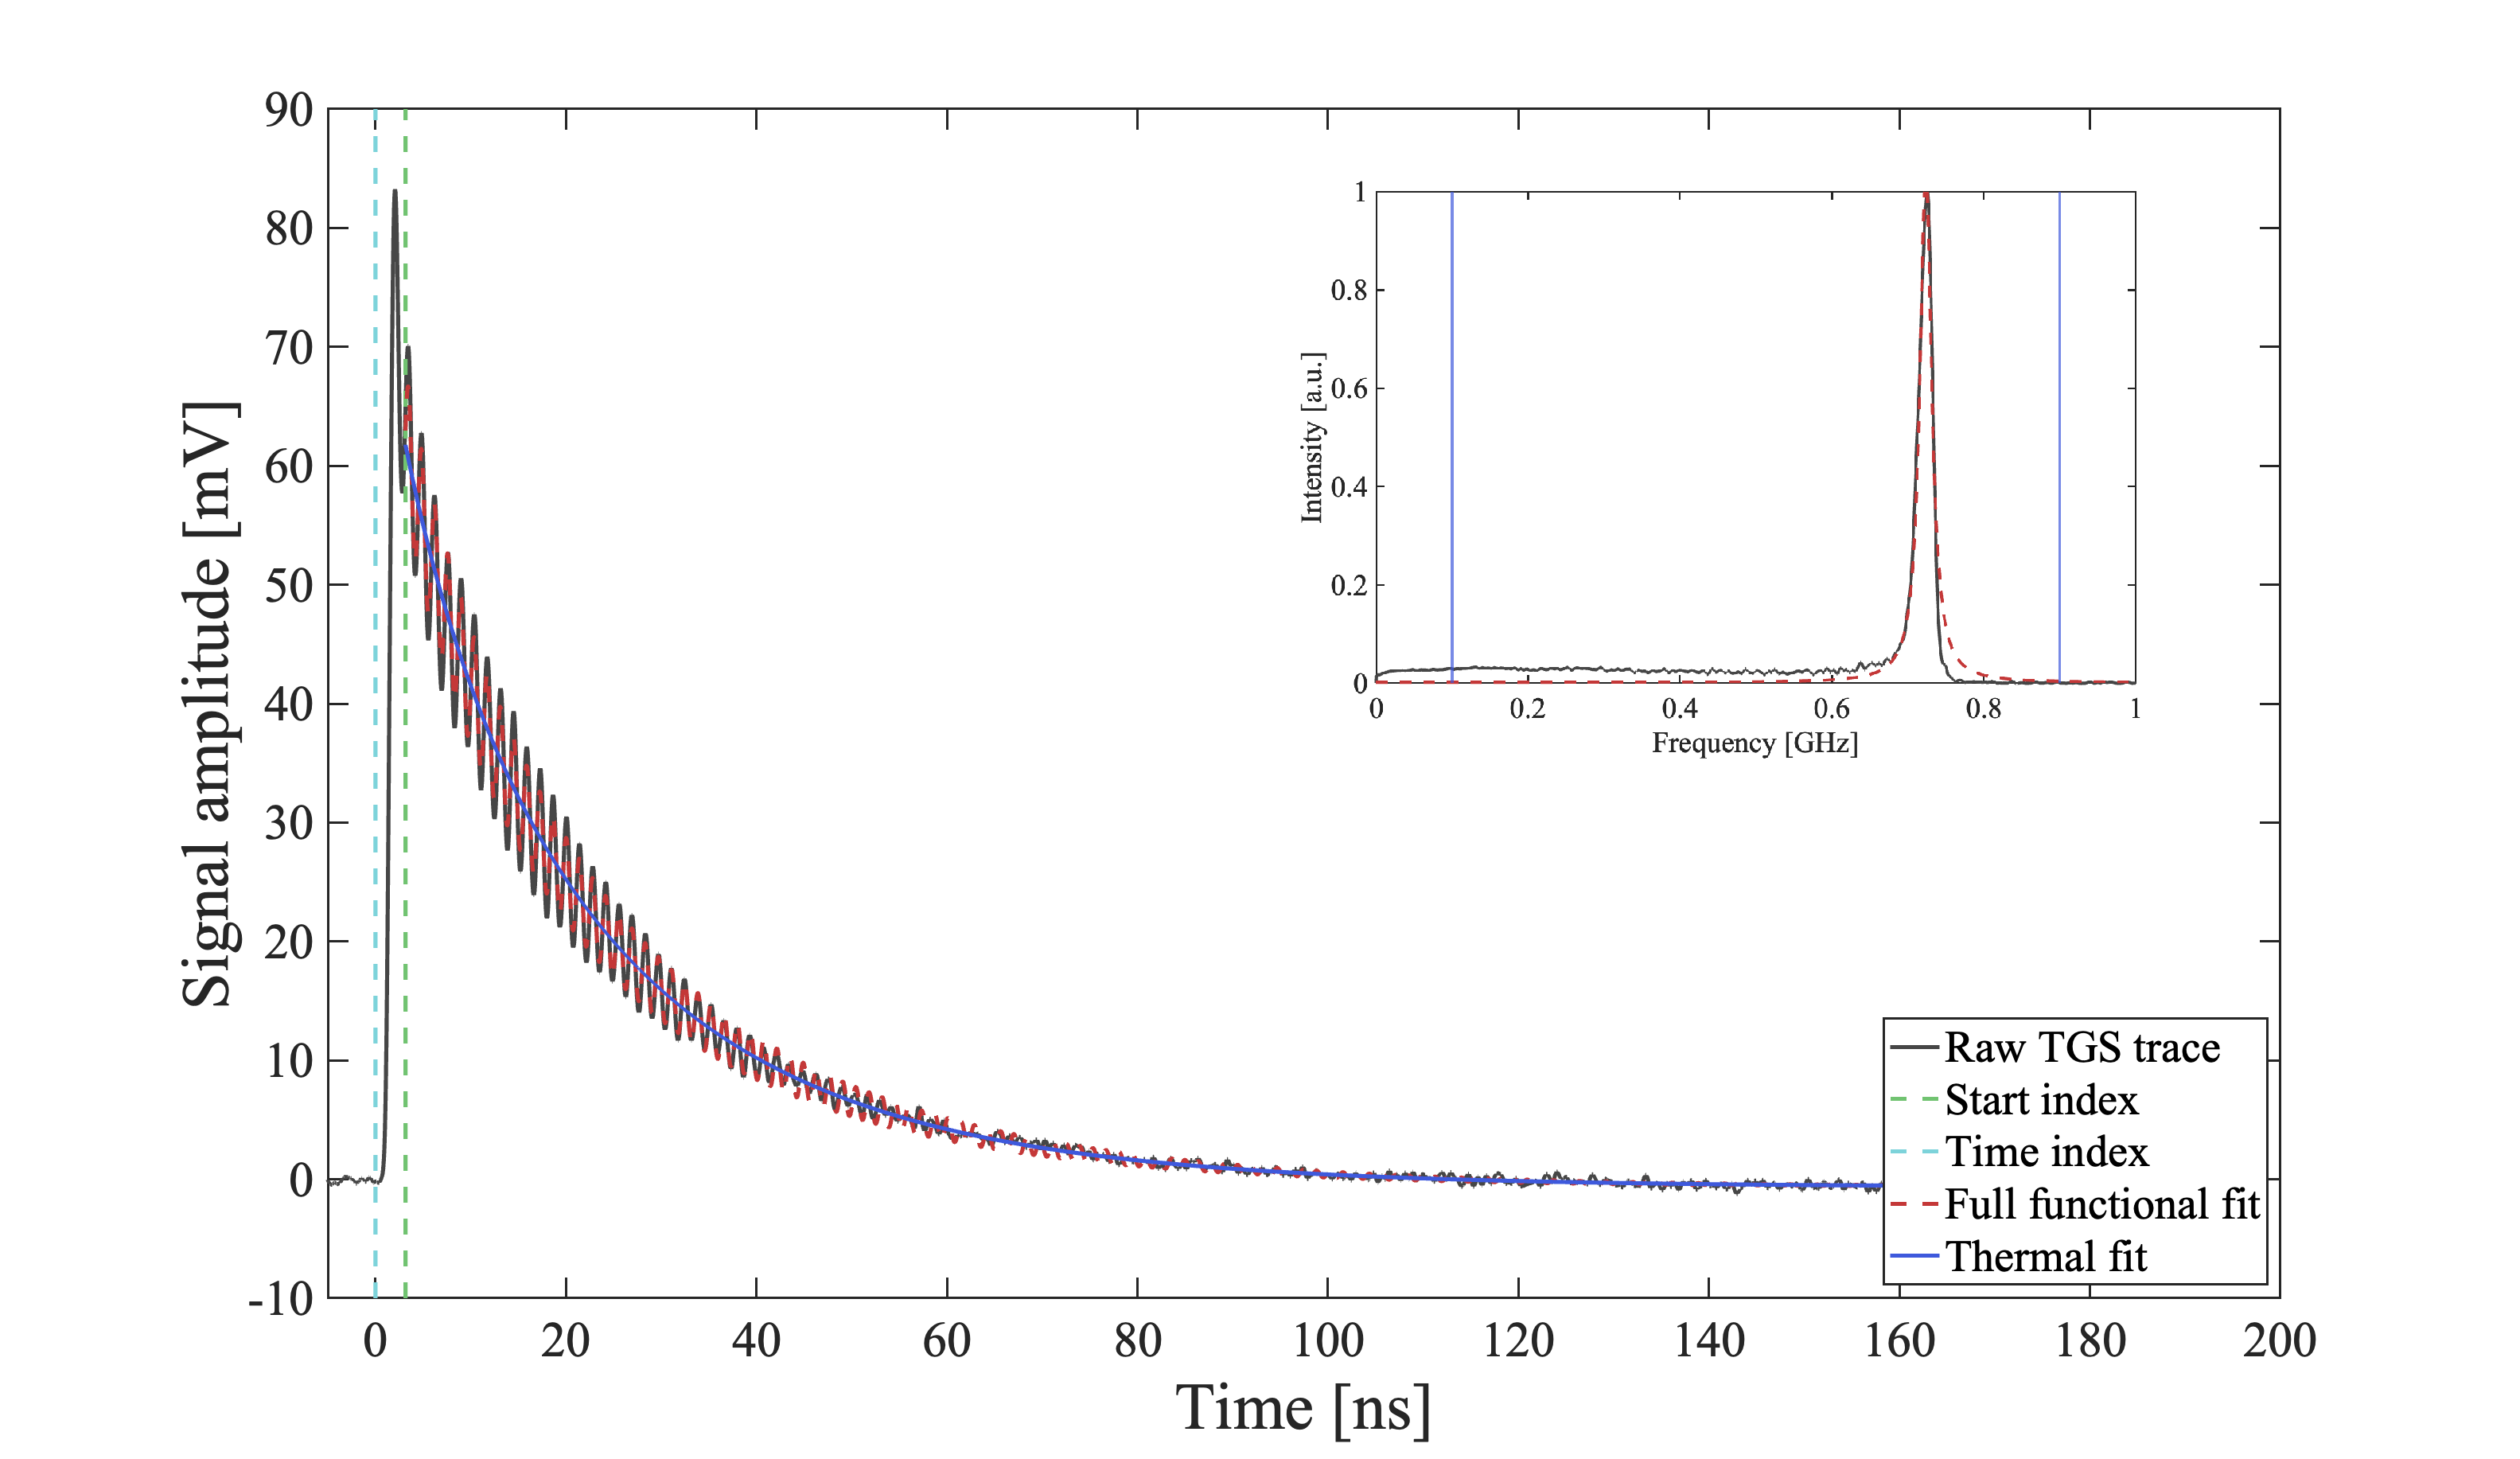 90
80
70
60
50
40
30
20
10
0
-10
Signal amplitude [mV]
0 20 40 60 80 100 120 140 160 180 200
Time [ns]
1
0.8
0.6
0.4
0.2
0
Intensity [a.u.]
0 0.2 0.4 0.6 0.8 1
Frequency [GHz]
Raw TGS trace
Start index
Time index
Full functional fit
Thermal fit